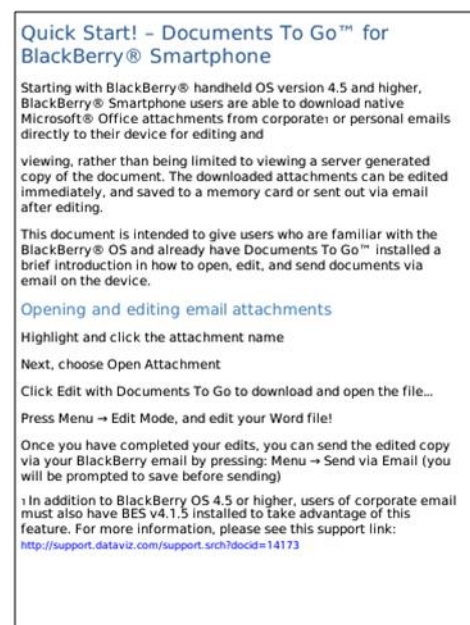 Quick Start! – Documents To Go™ for
BlackBerry® Smartphone
Starting with BlackBerry® handheld OS version 4.5 and higher,
BlackBerry® Smartphone users are able to download native
Microsoft® Office attachments from corporate1 or personal emails
directly to their device for editing and
viewing, rather than being limited to viewing a server generated
copy of the document. The downloaded attachments can be edited
immediately, and saved to a memory card or sent out via email
after editing.
This document is intended to give users who are familiar with the
BlackBerry® OS and already have Documents To Go™ installed a
brief introduction in how to open, edit, and send documents via
email on the device.
Opening and editing email attachments
Highlight and click the attachment name
Next, choose Open Attachment
Click Edit with Documents To Go to download and open the file…
Press Menu → Edit Mode, and edit your Word file!
Once you have completed your edits, you can send the edited copy
via your BlackBerry email by pressing: Menu → Send via Email (you
will be prompted to save before sending)
1 In addition to BlackBerry OS 4.5 or higher, users of corporate email
must also have BES v4.1.5 installed to take advantage of this
feature. For more information, please see this support link:
http://support.dataviz.com/support.srch?docid=14173